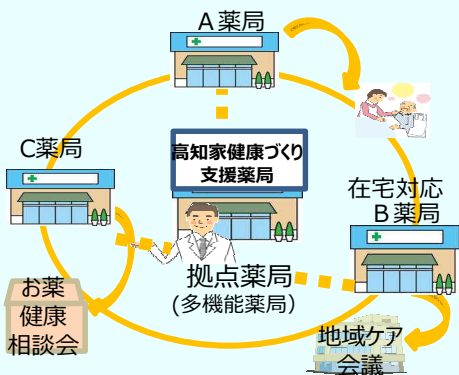 A薬局
高知家健康づくり
支援薬局
C薬局
在宅対応
B薬局
拠点薬局
(多機能薬局)
お薬
健康
相談会
地域ケア
会議